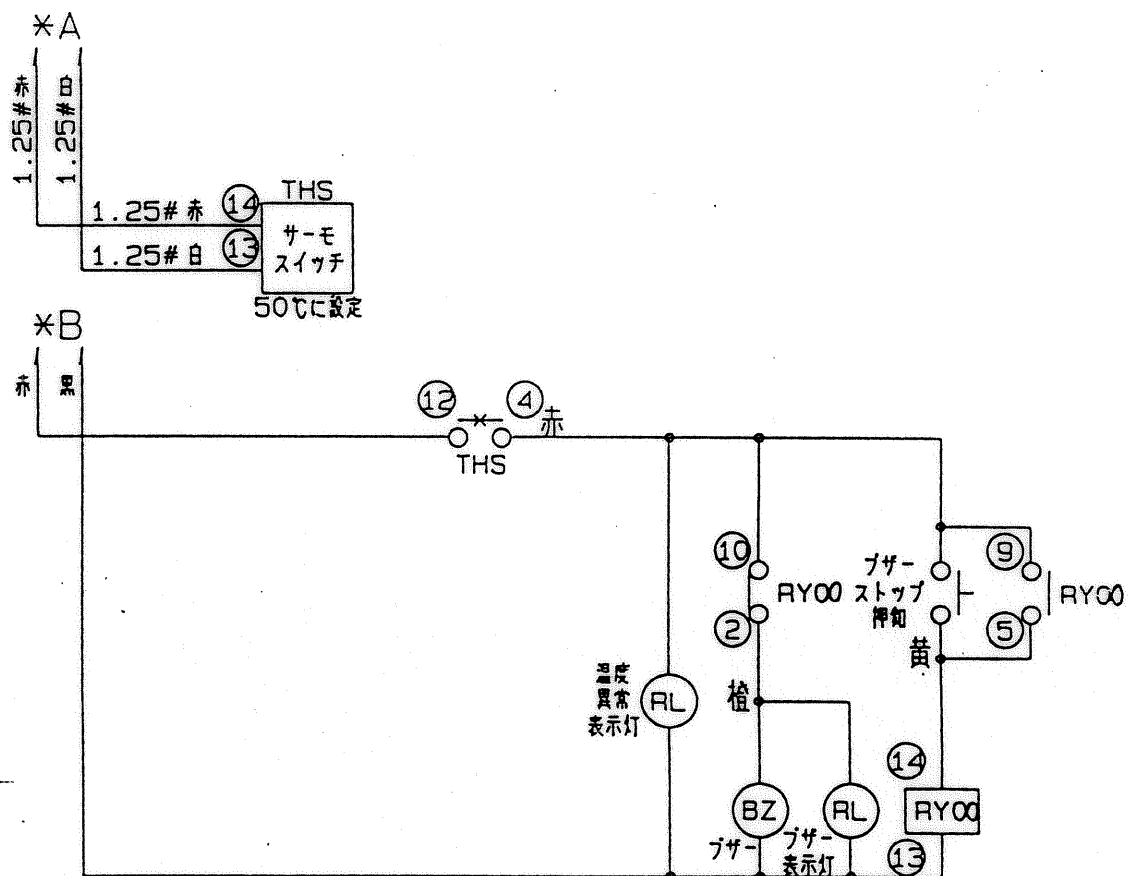 *A
1.25# 赤
1.25# 白
1.25# 赤
14
THS
1.25# 白
13
サーモ
スイッチ
50℃に設定
*B
赤
黒
12
4
赤
THS
10
RY00
2
ブザー
ストップ
押釦
9
RY00
5
黄
温度
異常
表示灯
RL
橙
14
BZ
ブザー
RL
ブザー
表示灯
RY00
13